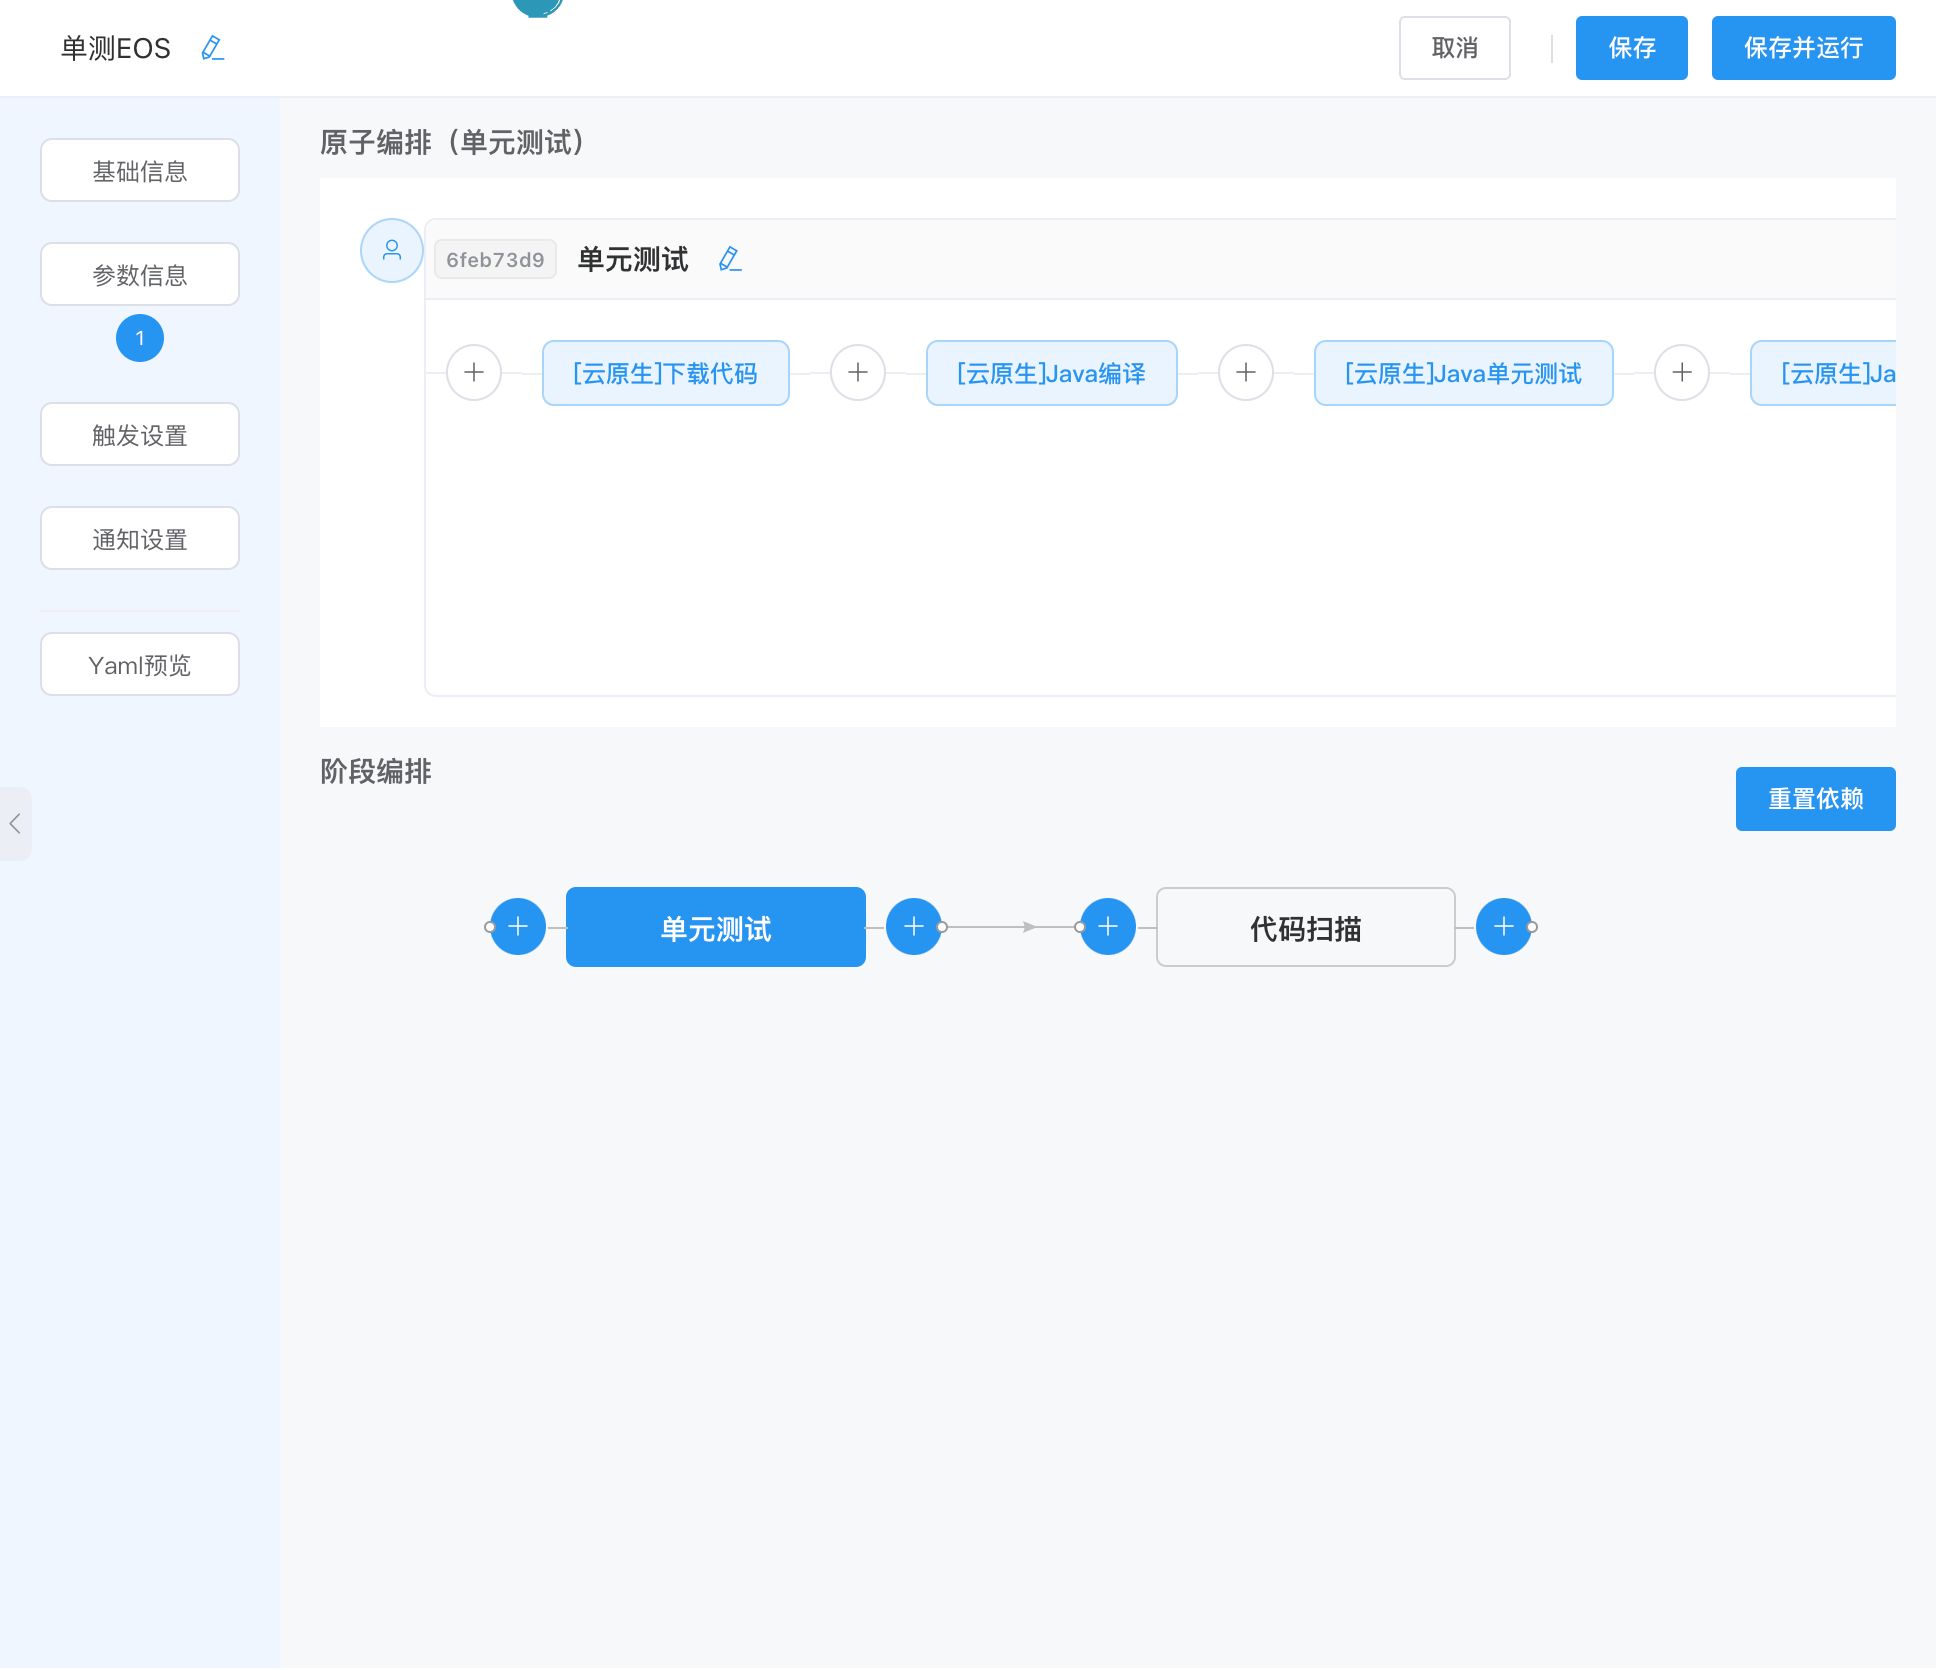 单测EOS
取消
保存
保存并运行
基础信息
参数信息
1
触发设置
通知设置
Yaml预览
原子编排（单元测试）
6feb73d9 单元测试
[云原生]下载代码
[云原生]Java编译
[云原生]Java单元测试
[云原生]Ja
阶段编排
重置依赖
单元测试
代码扫描